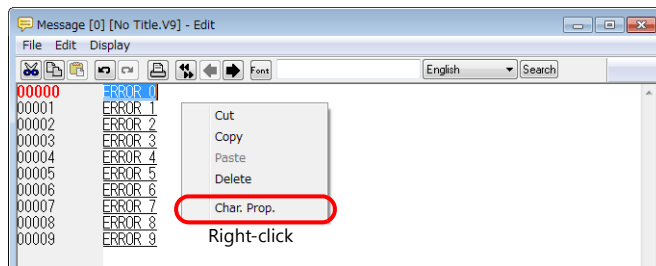 Message [0] [No Title.V9] - Edit
File Edit Display
Font English Search
00000 ERROR 0
00001 ERROR 1
00002 ERROR 2
00003 ERROR 3
00004 ERROR 4
00005 ERROR 5
00006 ERROR 6
00007 ERROR 7
00008 ERROR 8
00009 ERROR 9
Cut
Copy
Paste
Delete
Char. Prop.
Right-click